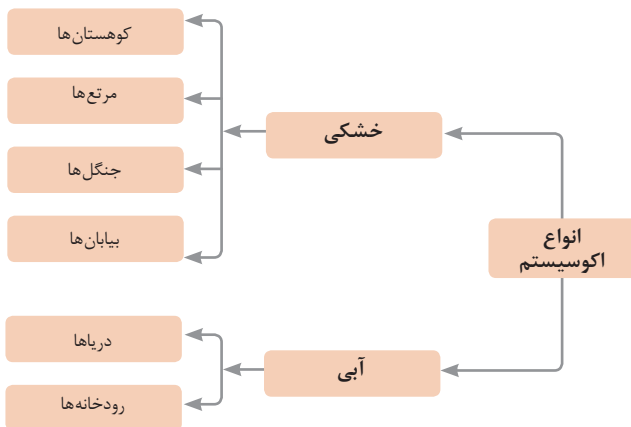 انواع
اکوسیستم
خشکی
کوهستان‌ها
مرتع‌ها
جنگل‌ها
بیابان‌ها
آبی
دریاها
رودخانه‌ها